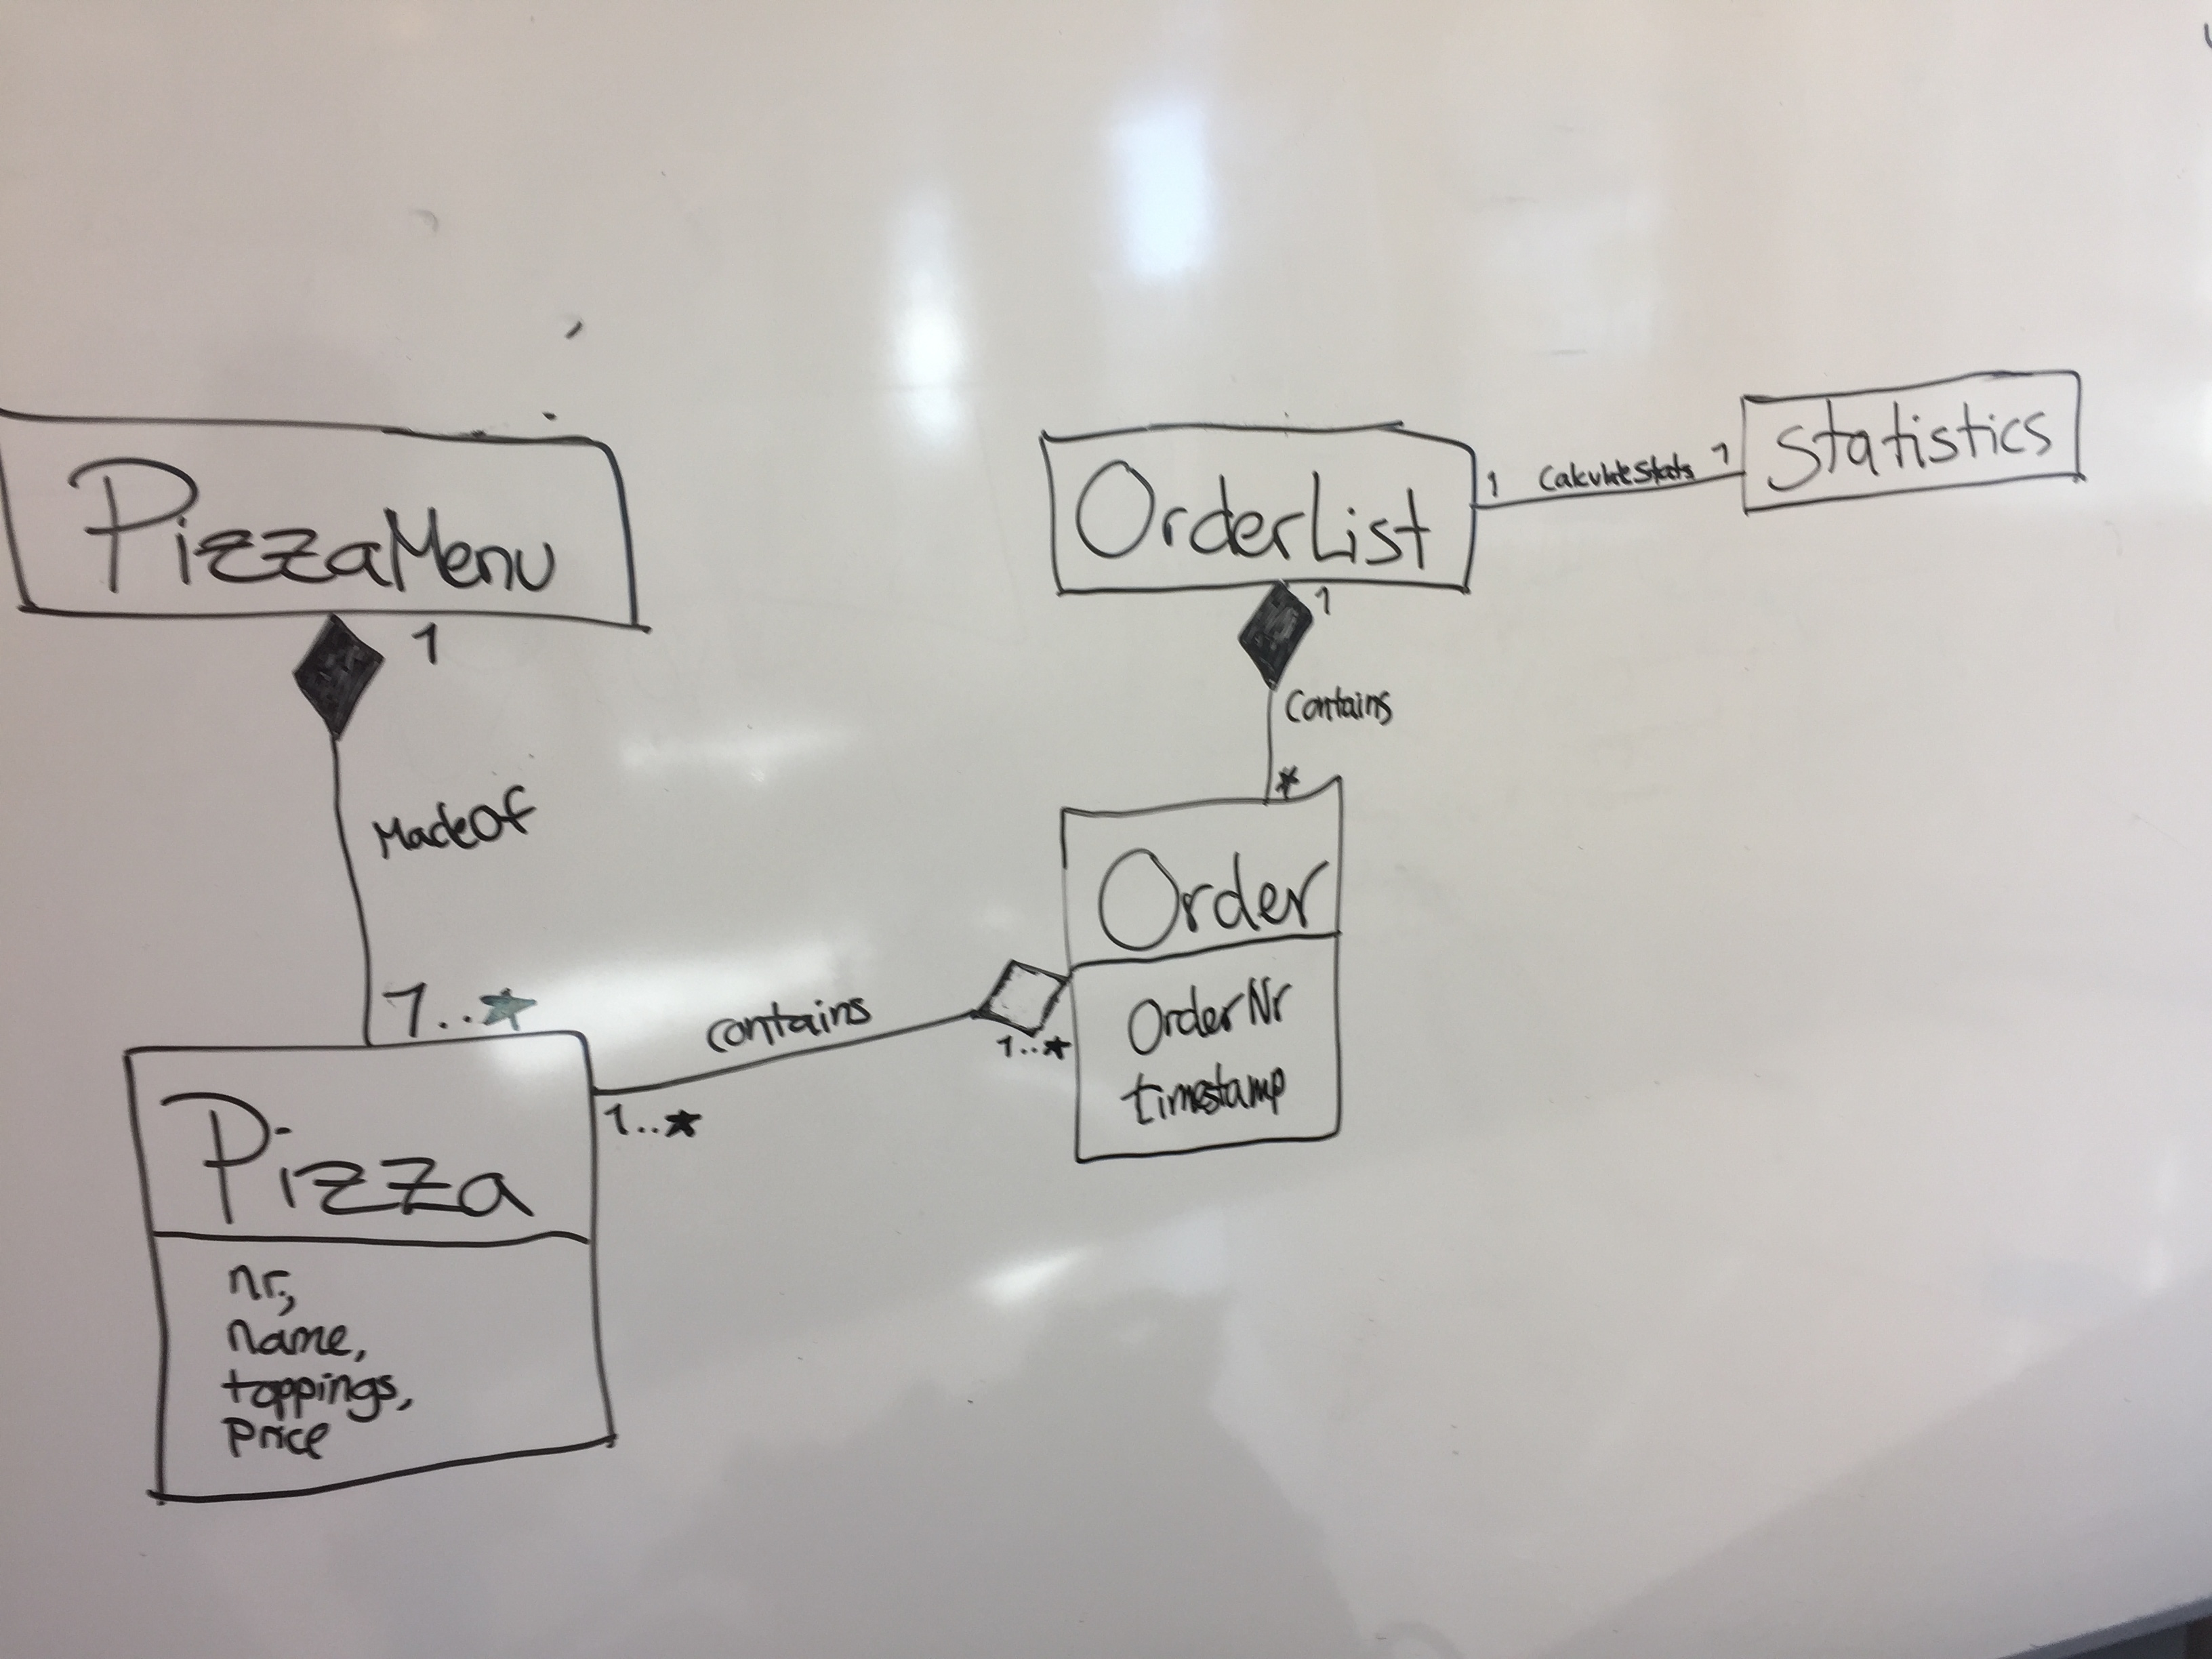 PizzaMenu
1
MadeOf
1..*
Pizza
nr.,
name,
toppings,
Price
1..*
contains
1..*
OrderList
1
Contains
*
Order
OrderNr
timestamp
1
CalculateStats
1
Statistics